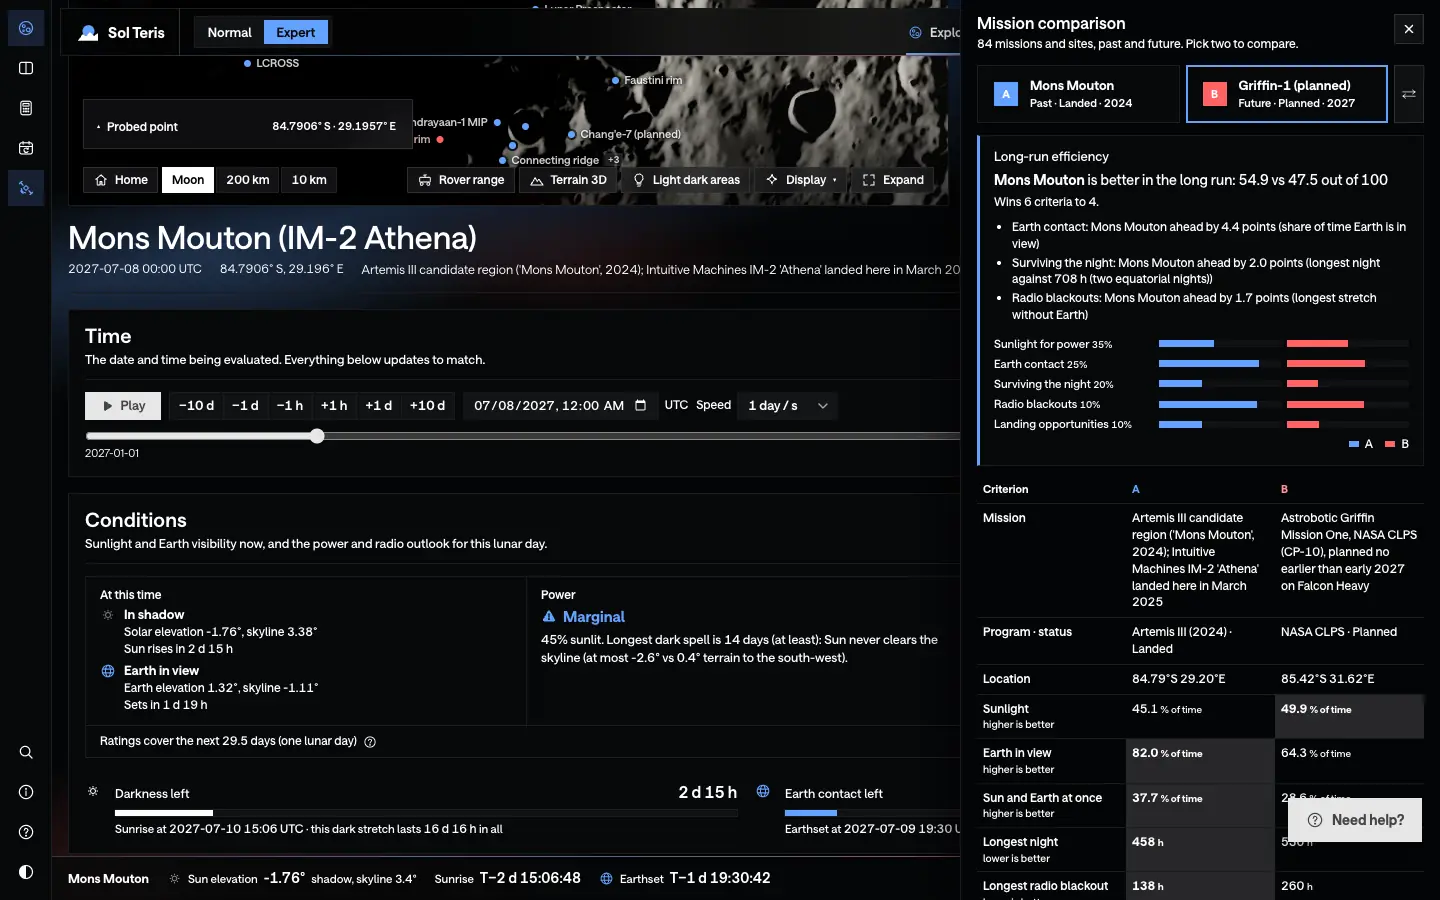 Sol Teris
Normal
Expert
LCROSS
Faustini rim
Probed point
84.7906° S · 29.1957° E
ndrayaan-1 MIP
rim
Chang'e-7 (planned)
Connecting ridge +3
Home
Moon
200 km
10 km
Rover range
Terrain 3D
Light dark areas
Display
Expand
Mons Mouton (IM-2 Athena)
2027-07-08 00:00 UTC
84.7906° S, 29.196° E
Artemis III candidate region ('Mons Mouton', 2024); Intuitive Machines IM-2 'Athena' landed here in March 20
Time
The date and time being evaluated. Everything below updates to match.
Play
−10 d
−1 d
−1 h
+1 h
+1 d
+10 d
07/08/2027, 12:00 AM
UTC
Speed
1 day / s
2027-01-01
Conditions
Sunlight and Earth visibility now, and the power and radio outlook for this lunar day.
At this time
In shadow
Solar elevation -1.76°, skyline 3.38°
Sun rises in 2 d 15 h
Earth in view
Earth elevation 1.32°, skyline -1.11°
Sets in 1 d 19 h
Power
Marginal
45% sunlit. Longest dark spell is 14 days (at least): Sun never clears the
skyline (at most -2.6° vs 0.4° terrain to the south-west).
Ratings cover the next 29.5 days (one lunar day)
Darkness left
2 d 15 h
Sunrise at 2027-07-10 15:06 UTC · this dark stretch lasts 16 d 16 h in all
Earth contact left
Earthset at 2027-07-09 19:30 U
Mons Mouton
Sun elevation -1.76° shadow, skyline 3.4°
Sunrise T−2 d 15:06:48
Earthset T−1 d 19:30:42
Mission comparison
84 missions and sites, past and future. Pick two to compare.
A
Mons Mouton
Past · Landed · 2024
B
Griffin-1 (planned)
Future · Planned · 2027
Long-run efficiency
Mons Mouton is better in the long run: 54.9 vs 47.5 out of 100
Wins 6 criteria to 4.
Earth contact: Mons Mouton ahead by 4.4 points (share of time Earth is in
view)
Surviving the night: Mons Mouton ahead by 2.0 points (longest night
against 708 h (two equatorial nights))
Radio blackouts: Mons Mouton ahead by 1.7 points (longest stretch
without Earth)
Sunlight for power 35%
Earth contact 25%
Surviving the night 20%
Radio blackouts 10%
Landing opportunities 10%
A
B
Criterion
A
B
Mission
Artemis III candidate
region ('Mons Mouton',
2024); Intuitive
Machines IM-2 'Athena'
landed here in March
2025
Astrobotic Griffin
Mission One, NASA CLPS
(CP-10), planned no
earlier than early 2027
on Falcon Heavy
Program · status
Artemis III (2024) ·
Landed
NASA CLPS · Planned
Location
84.79°S 29.20°E
85.42°S 31.62°E
Sunlight
higher is better
45.1 % of time
49.9 % of time
Earth in view
higher is better
82.0 % of time
64.3 % of time
Sun and Earth at once
higher is better
37.7 % of time
Longest night
lower is better
458 h
Need help?
Longest radio blackout
138 h
260 h